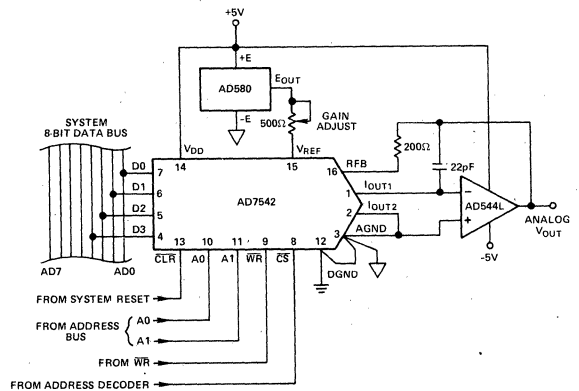 +5V
+E
AD580
EOUT
-E
500Ω
GAIN
ADJUST
SYSTEM
8-BIT DATA BUS
200Ω
22pF
VDD
VREF
14
15
16
RFB
D0
7
D1
6
D2
5
D3
4
AD7542
1
IOUT1
2
IOUT2
3
AGND
−
+
AD544L
ANALOG
VOUT
-5V
13
10
11
9
8
12
AD7
AD0
CLR
A0
A1
WR
CS
DGND
FROM SYSTEM RESET
FROM ADDRESS
BUS
A0
A1
FROM WR
FROM ADDRESS DECODER